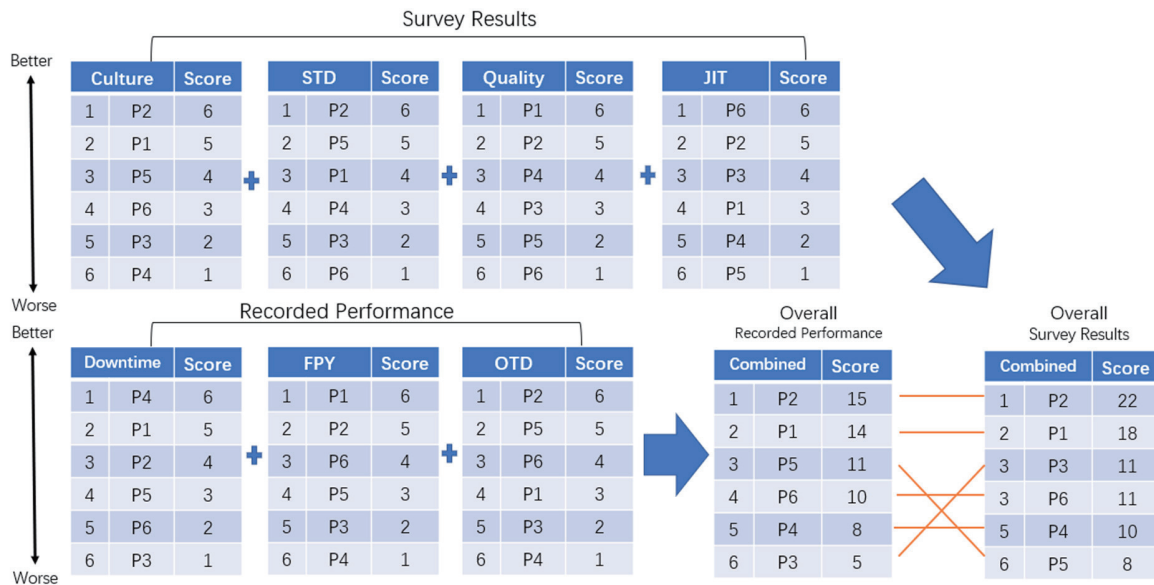 Survey Results
Better
Culture Score STD Score Quality Score JIT Score
1 P2 6 1 P2 6 1 P1 6 1 P6 6
2 P1 5 2 P5 5 2 P2 5 2 P2 5
3 P5 4 3 P1 4 3 P4 4 3 P3 4
4 P6 3 4 P4 3 4 P3 3 4 P1 3
5 P3 2 5 P3 2 5 P5 2 5 P4 2
6 P4 1 6 P6 1 6 P6 1 6 P5 1
Worse
Better
Recorded Performance
Downtime Score FPY Score OTD Score
1 P4 6 1 P1 6 1 P2 6
2 P1 5 2 P2 5 2 P5 5
3 P2 4 3 P6 4 3 P6 4
4 P5 3 4 P5 3 4 P1 3
5 P6 2 5 P3 2 5 P3 2
6 P3 1 6 P4 1 6 P4 1
Worse
Overall
Recorded Performance
Combined Score
1 P2 15
2 P1 14
3 P5 11
4 P6 10
5 P4 8
6 P3 5
Overall
Survey Results
Combined Score
1 P2 22
2 P1 18
3 P3 11
3 P6 11
5 P4 10
6 P5 8